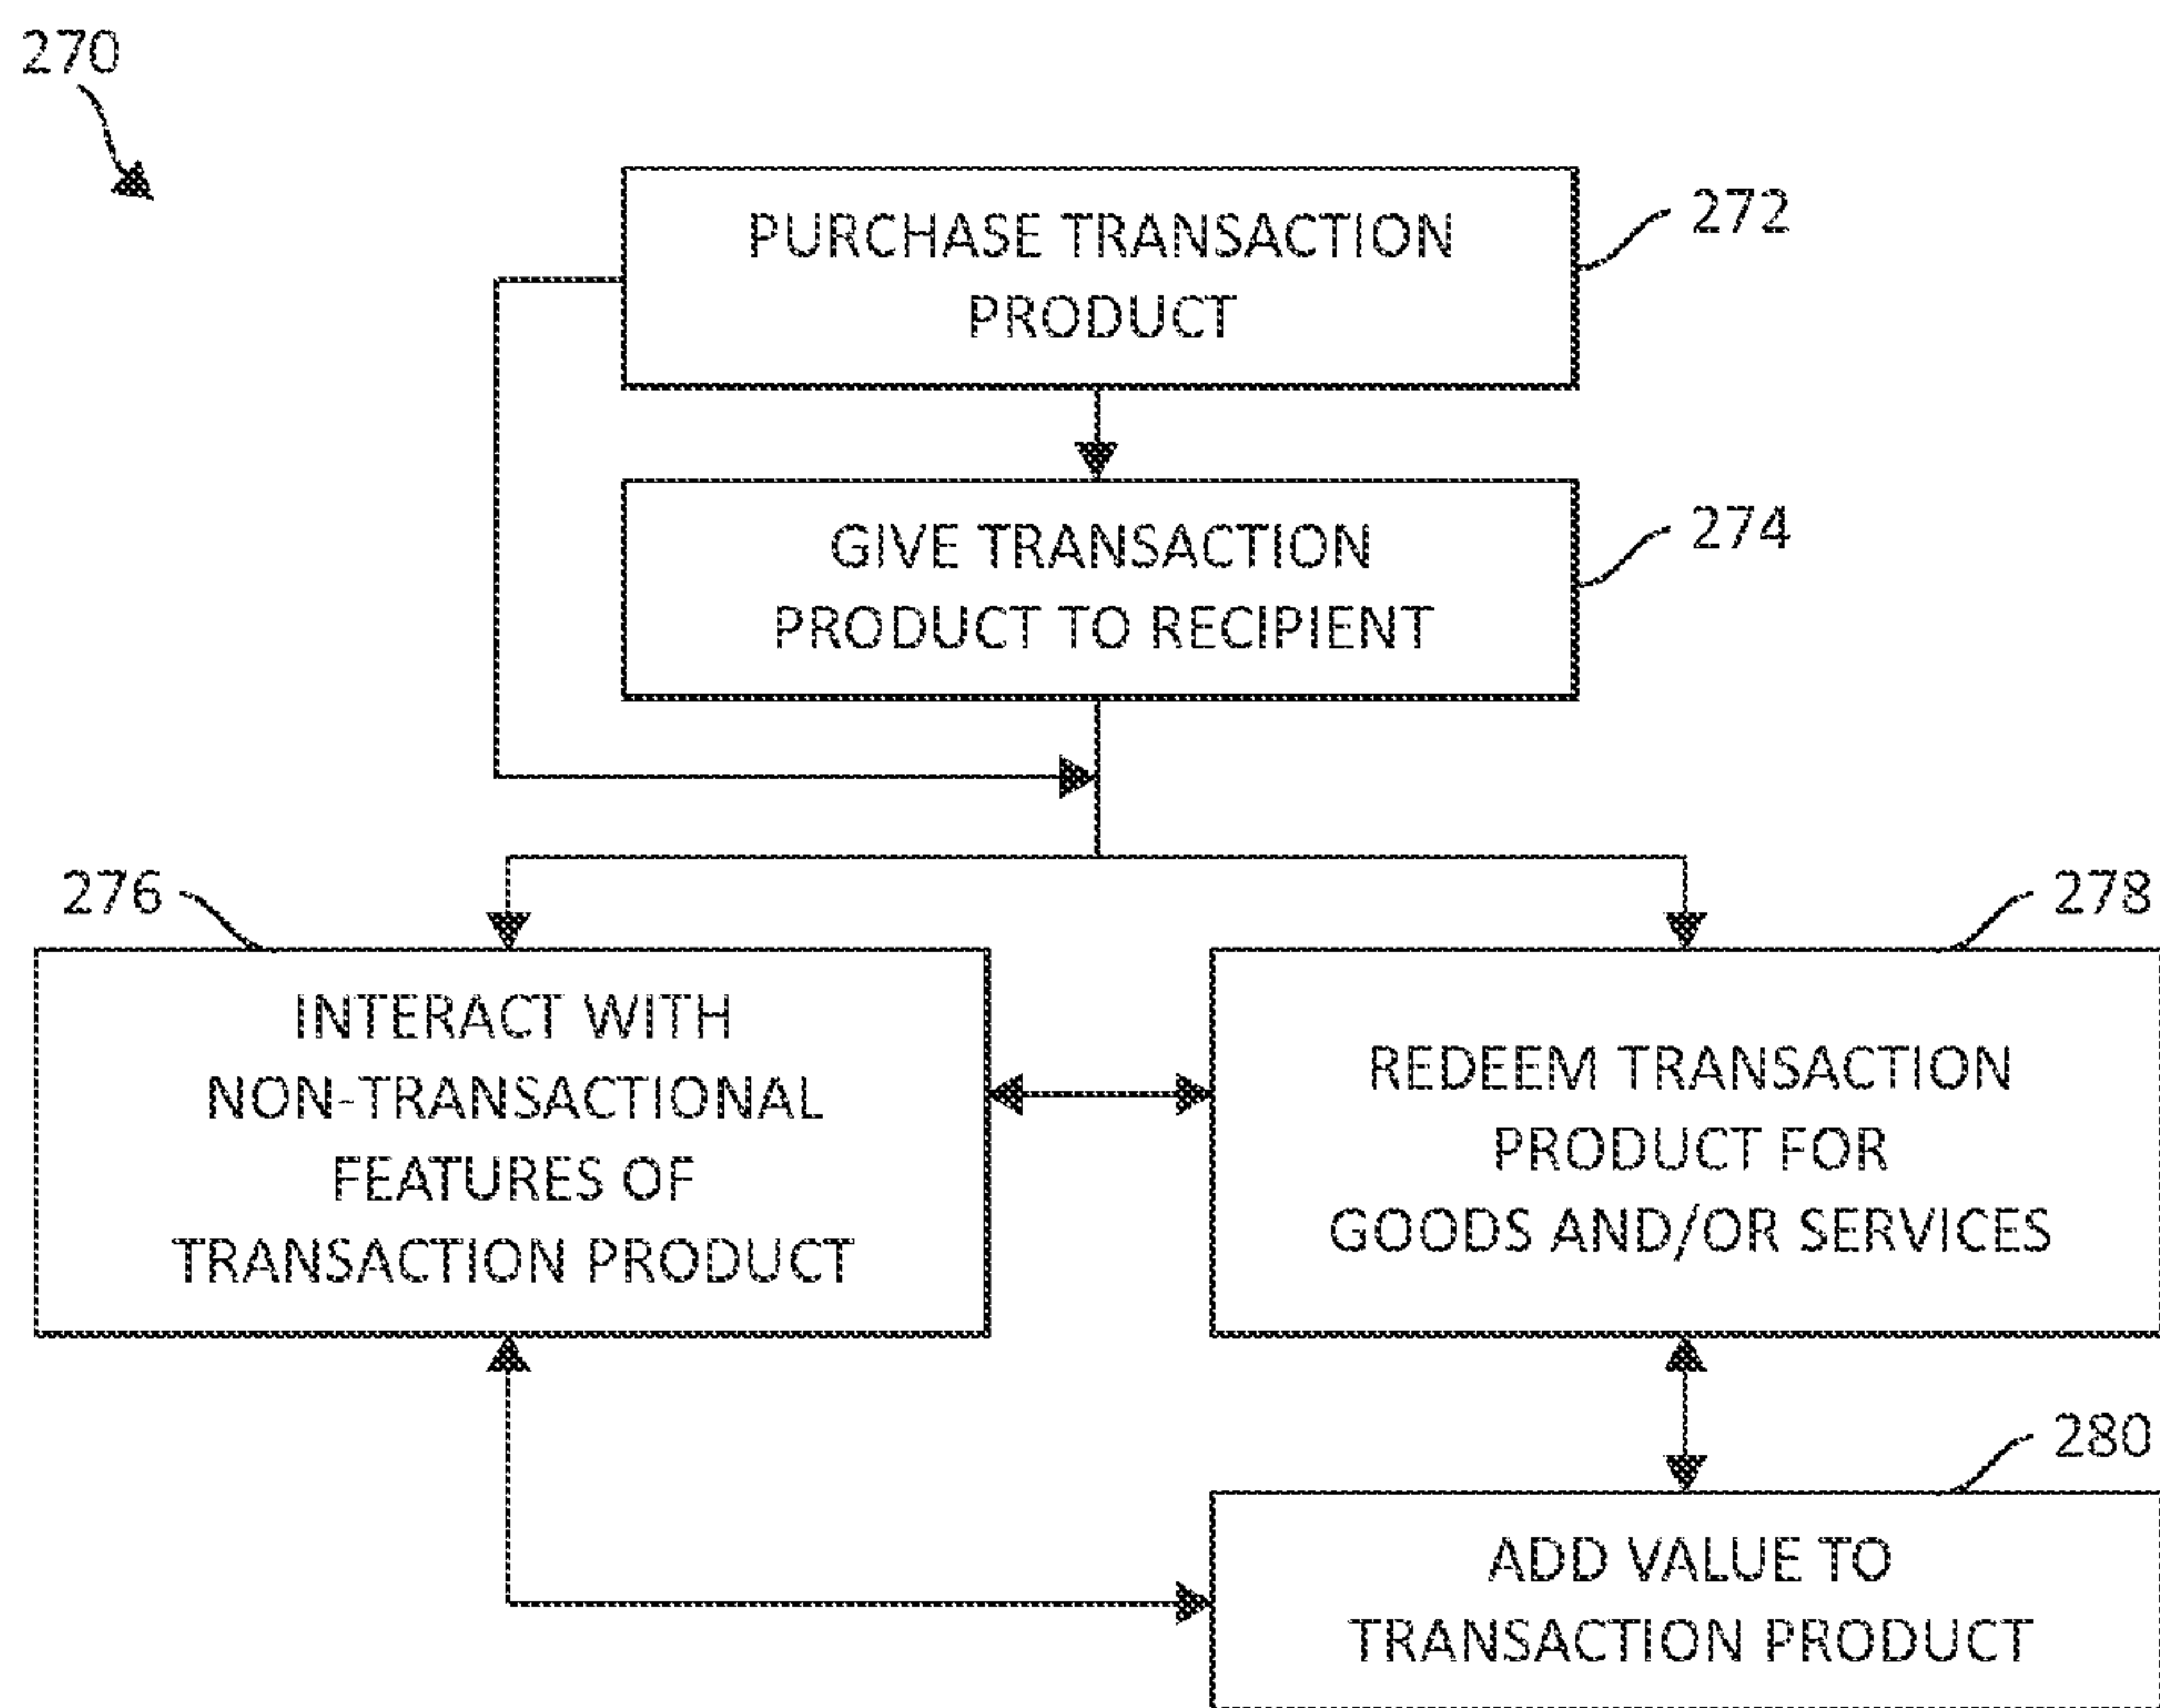 270
PURCHASE TRANSACTION
PRODUCT
272
GIVE TRANSACTION
PRODUCT TO RECIPIENT
274
276
INTERACT WITH
NON-TRANSACTIONAL
FEATURES OF
TRANSACTION PRODUCT
278
REDEEM TRANSACTION
PRODUCT FOR
GOODS AND/OR SERVICES
280
ADD VALUE TO
TRANSACTION PRODUCT